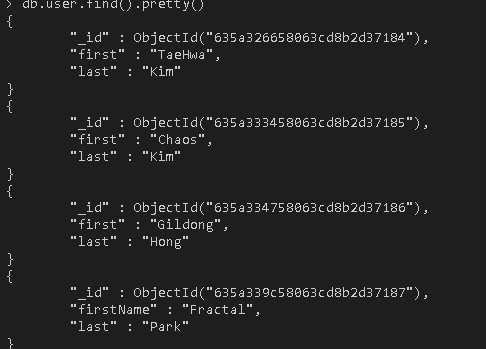 > db.user.find().pretty()
{
        "_id" : ObjectId("635a326658063cd8b2d37184"),
        "first" : "TaeHwa",
        "last" : "Kim"
}
{
        "_id" : ObjectId("635a333458063cd8b2d37185"),
        "first" : "Chaos",
        "last" : "Kim"
}
{
        "_id" : ObjectId("635a334758063cd8b2d37186"),
        "first" : "Gildong",
        "last" : "Hong"
}
{
        "_id" : ObjectId("635a339c58063cd8b2d37187"),
        "firstName" : "Fractal",
        "last" : "Park"
}